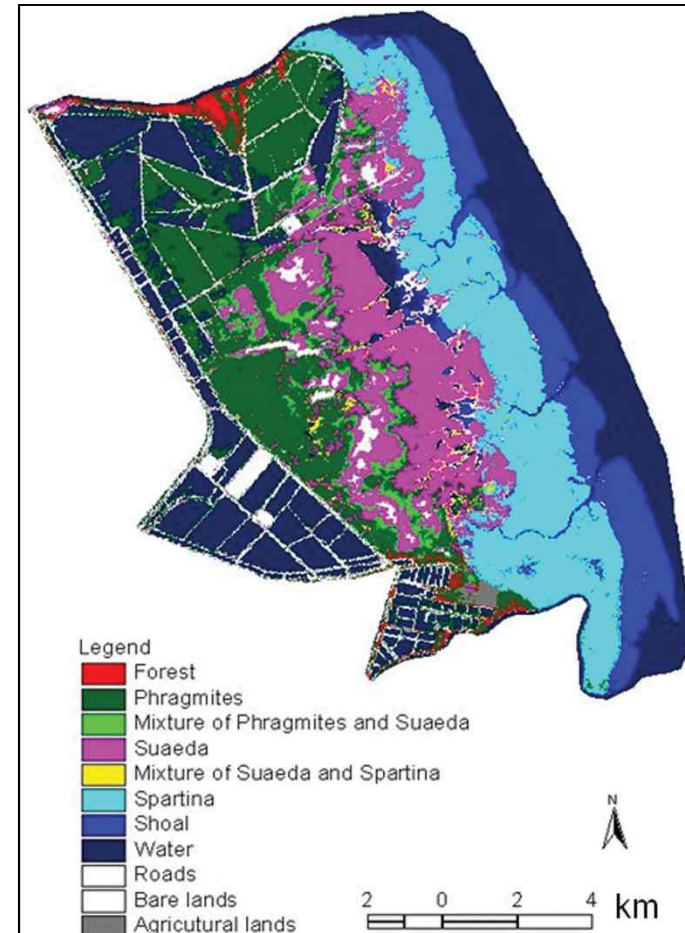 Legend
Forest
Phragmites
Mixture of Phragmites and Suaeda
Suaeda
Mixture of Suaeda and Spartina
Spartina
Shoal
Water
Roads
Bare lands
Agricutural lands
N
2 0 2 4 km